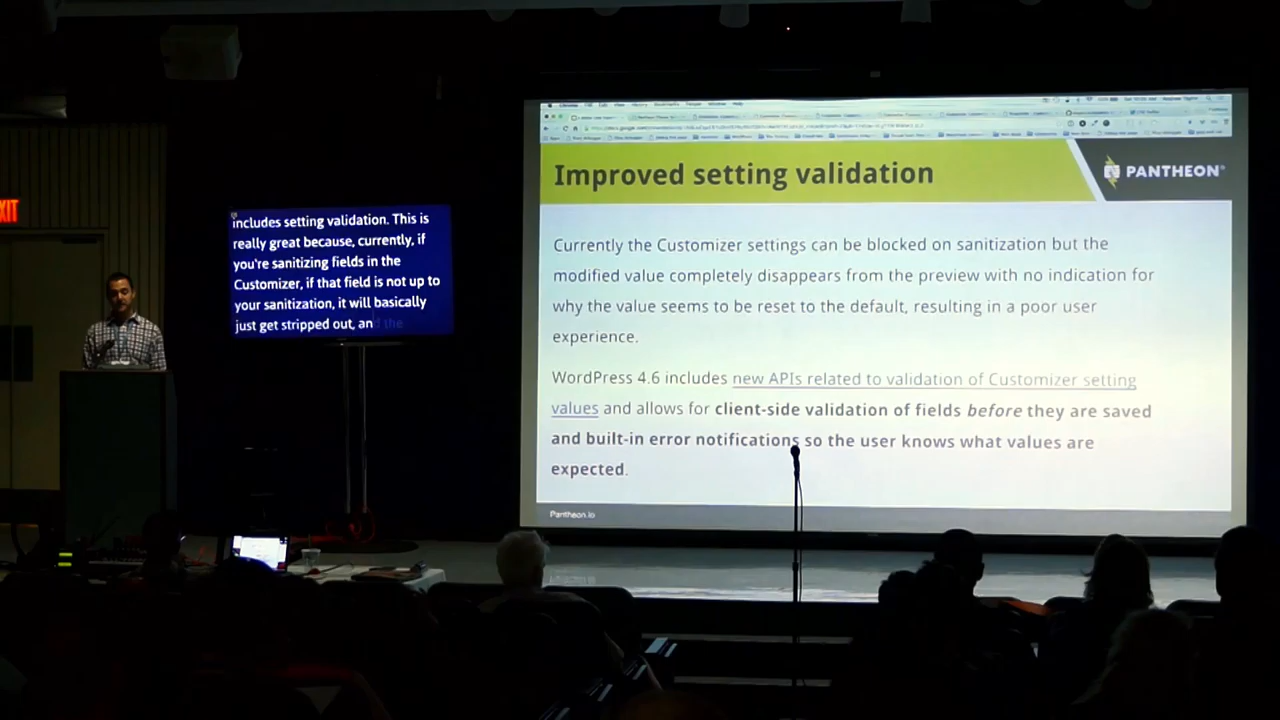 EXIT
includes setting validation. This is
really great because, currently, if
you're sanitizing fields in the
Customizer, if that field is not up to
your sanitization, it will basically
just get stripped out, and the
Improved setting validation
PANTHEON
Currently the Customizer settings can be blocked on sanitization but the
modified value completely disappears from the preview with no indication for
why the value seems to be reset to the default, resulting in a poor user
experience.
WordPress 4.6 includes new APIs related to validation of Customizer setting
values and allows for client-side validation of fields before they are saved
and built-in error notifications so the user knows what values are
expected.
Pantheon.io